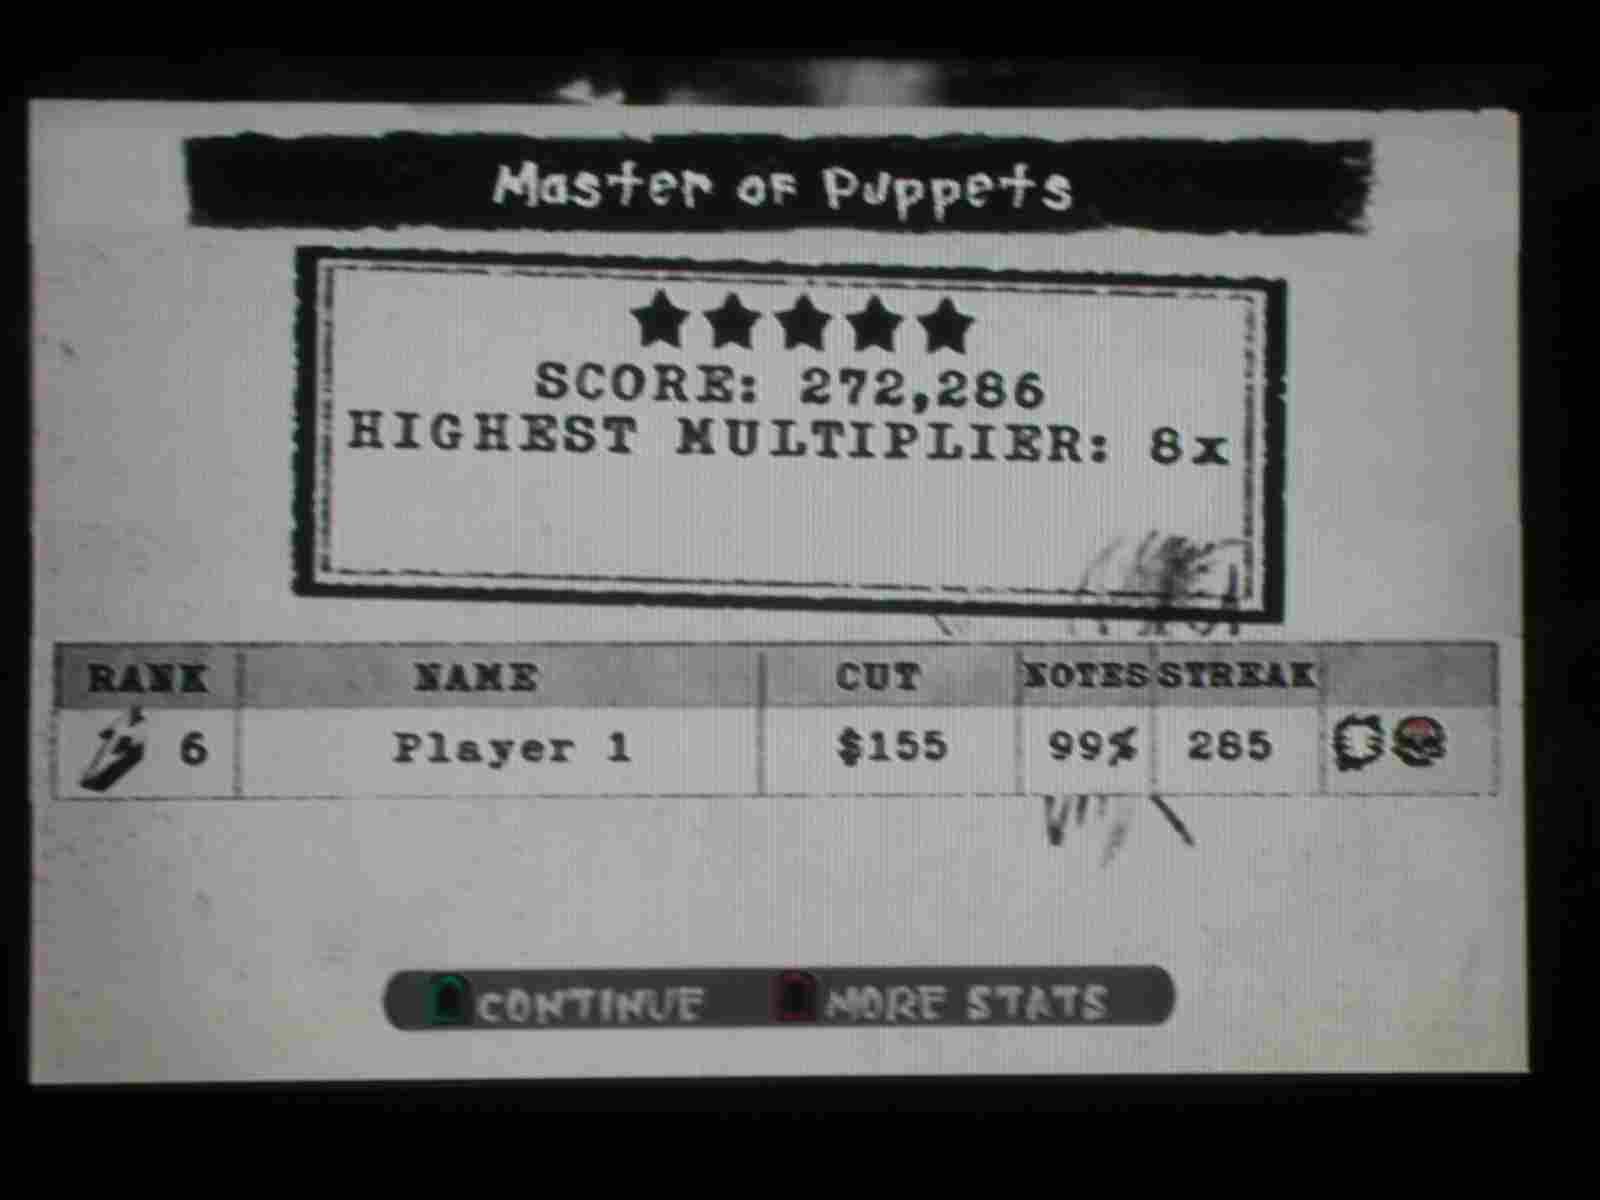 Master of Puppets
SCORE: 272,286
HIGHEST MULTIPLIER: 8x
RANK NAME CUT NOTES STREAK
6 Player 1 $155 99% 285
CONTINUE MORE STATS